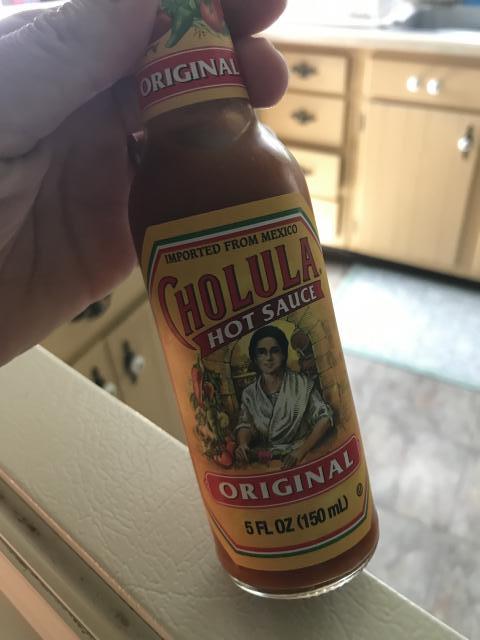 ORIGINAL
IMPORTED FROM MEXICO
CHOLULA
HOT SAUCE
ORIGINAL
5 FL OZ (150 mL)